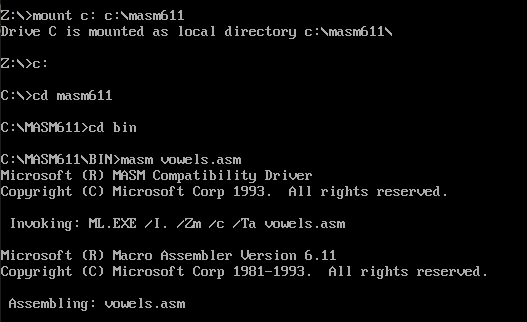 Z:\>mount c: c:\masm611
Drive C is mounted as local directory c:\masm611\
Z:\>c:
C:\>cd masm611
C:\MASM611>cd bin
C:\MASM611\BIN>masm vowels.asm
Microsoft (R) MASM Compatibility Driver
Copyright (C) Microsoft Corp 1993.  All rights reserved.
Invoking: ML.EXE /I. /Zm /c /Ta vowels.asm
Microsoft (R) Macro Assembler Version 6.11
Copyright (C) Microsoft Corp 1981-1993.  All rights reserved.
Assembling: vowels.asm